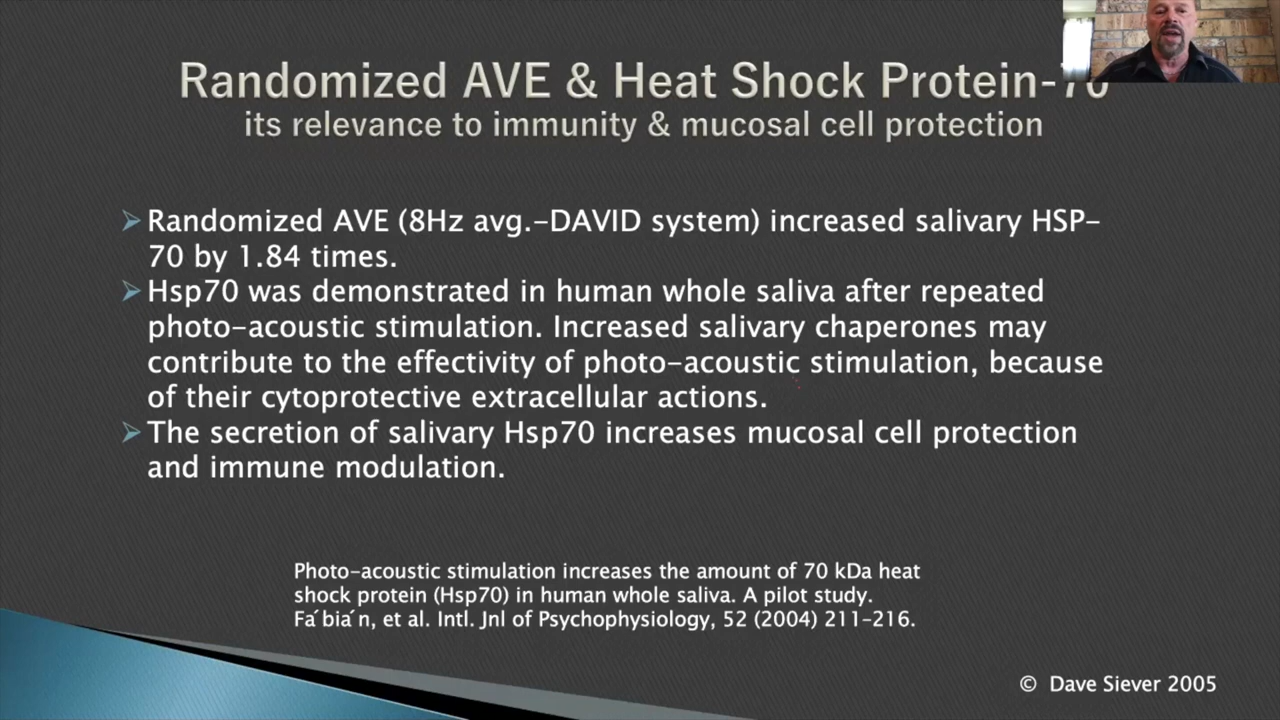 Randomized AVE & Heat Shock Protein-70
its relevance to immunity & mucosal cell protection
Randomized AVE (8Hz avg.-DAVID system) increased salivary HSP-
70 by 1.84 times.
Hsp70 was demonstrated in human whole saliva after repeated
photo-acoustic stimulation. Increased salivary chaperones may
contribute to the effectivity of photo-acoustic stimulation, because
of their cytoprotective extracellular actions.
The secretion of salivary Hsp70 increases mucosal cell protection
and immune modulation.
Photo-acoustic stimulation increases the amount of 70 kDa heat
shock protein (Hsp70) in human whole saliva. A pilot study.
Fa´bia´n, et al. Intl. Jnl of Psychophysiology, 52 (2004) 211-216.
© Dave Siever 2005